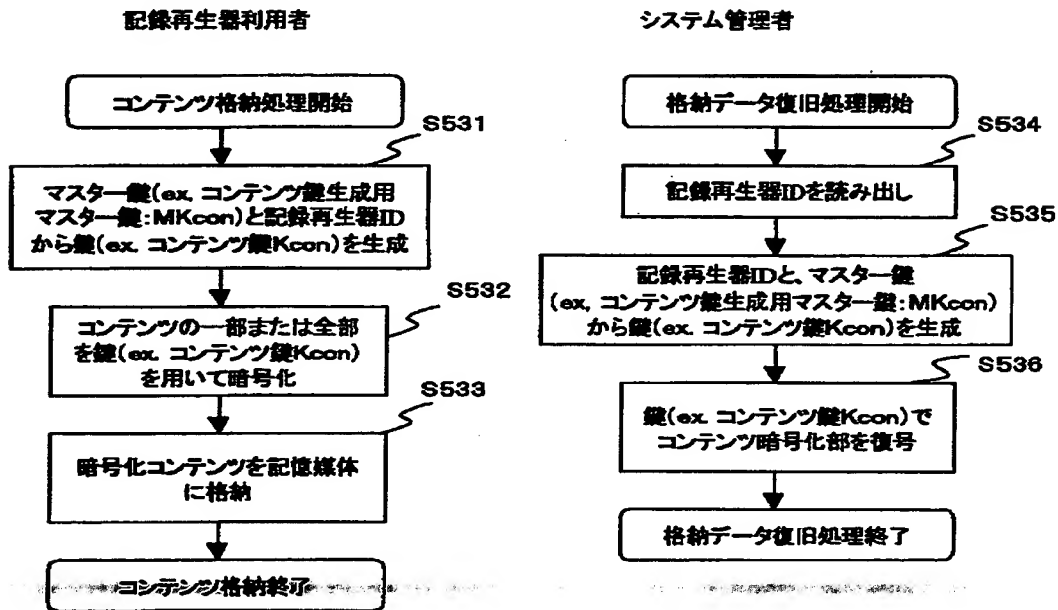 記録再生器利用者
コンテンツ格納処理開始
S531
マスター鍵(ex. コンテンツ鍵生成用
マスター鍵:MKcon)と記録再生器ID
から鍵(ex. コンテンツ鍵Kcon)を生成
S532
コンテンツの一部または全部
を鍵(ex. コンテンツ鍵Kcon)
を用いて暗号化
S533
暗号化コンテンツを記憶媒体
に格納
コンテンツ格納終了
システム管理者
格納データ復旧処理開始
S534
記録再生器IDを読み出し
S535
記録再生器IDと、マスター鍵
(ex, コンテンツ鍵生成用マスター鍵:MKcon)
から鍵(ex. コンテンツ鍵Kcon)を生成
S536
鍵(ex. コンテンツ鍵Kcon)で
コンテンツ暗号化部を復号
格納データ復旧処理終了